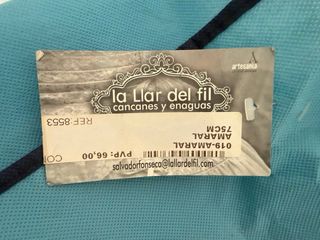 artesanía
la Llar del fil
cancanes y enaguas
REF.8553
019-AMARAL
AMARAL
75CM
PVP: 66,00
COL
salvadorfonseca@lallardelfil.com